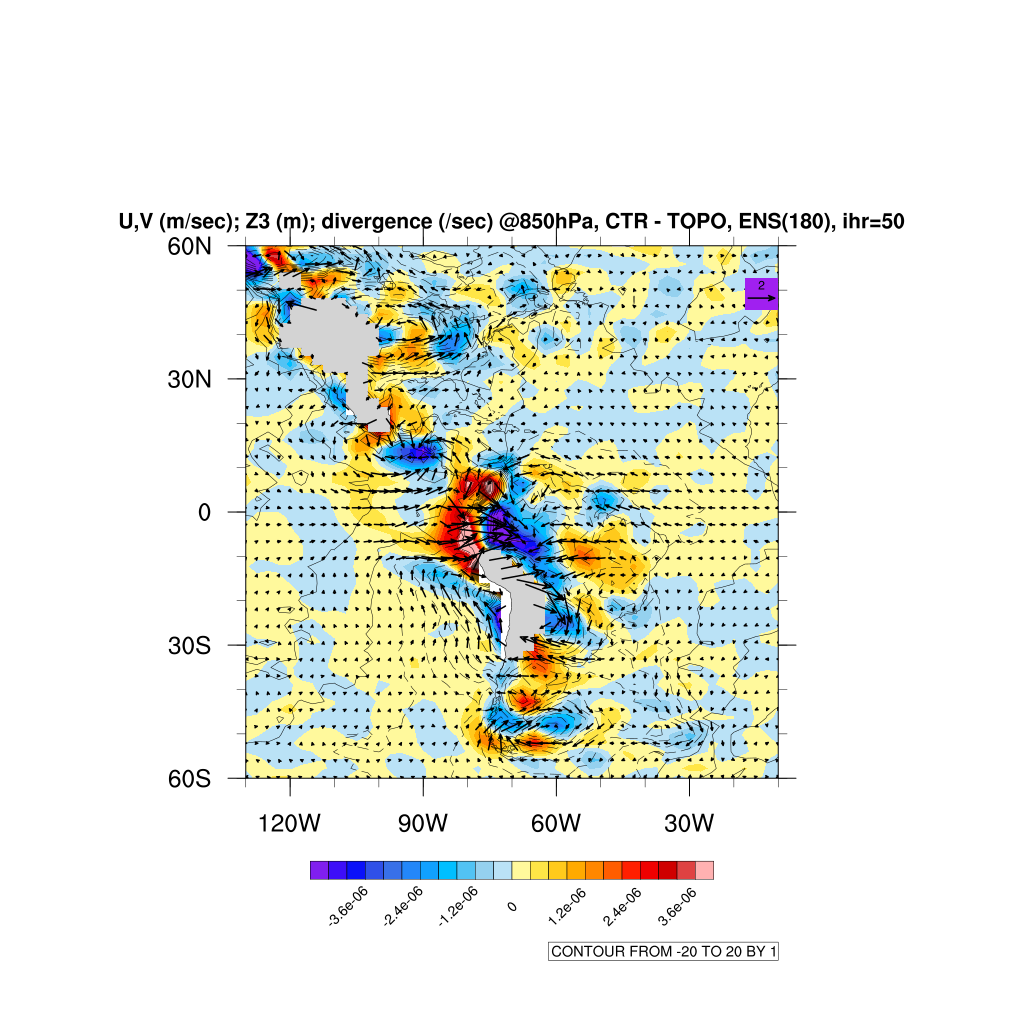 U,V (m/sec); Z3 (m); divergence (/sec) @850hPa, CTR - TOPO, ENS(180), ihr=50
60N
2
30N
0
30S
60S
120W 90W 60W 30W
-3.6e-06 -2.4e-06 -1.2e-06 0 1.2e-06 2.4e-06 3.6e-06
CONTOUR FROM -20 TO 20 BY 1